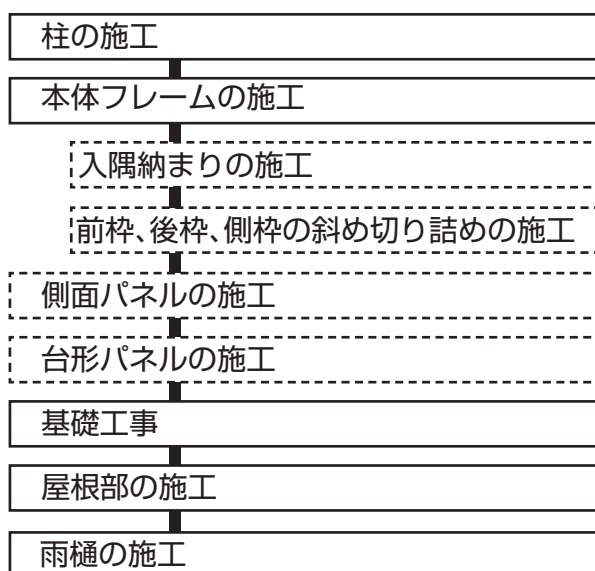 柱の施工
本体フレームの施工
入隅納まりの施工
前枠、後枠、側枠の斜め切り詰めの施工
側面パネルの施工
台形パネルの施工
基礎工事
屋根部の施工
雨樋の施工